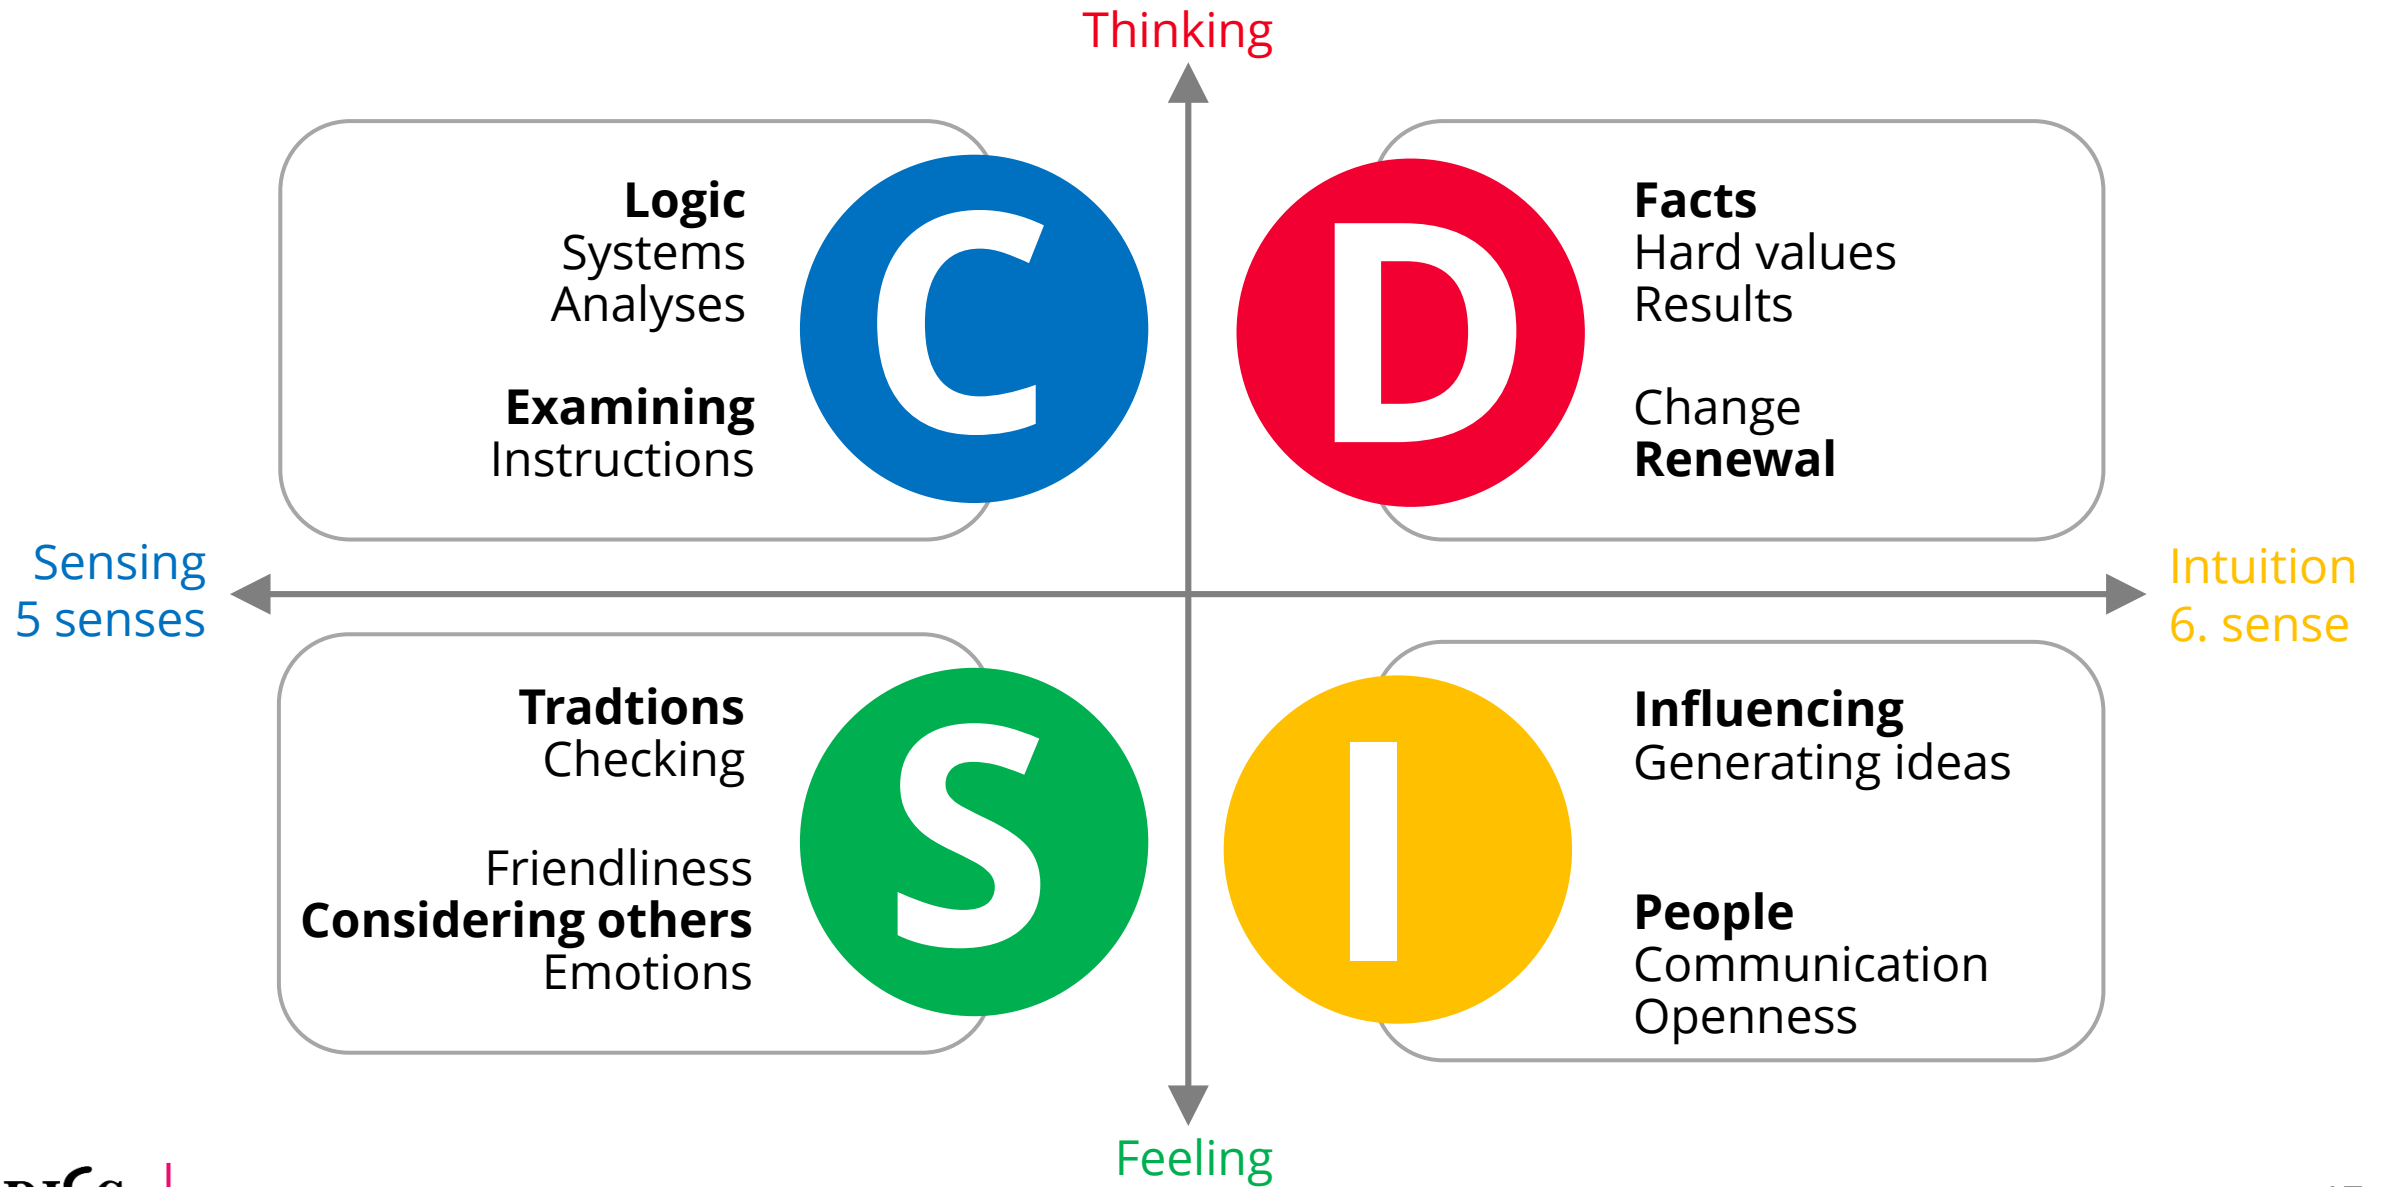 Thinking
Logic
Systems
Analyses
Examining
Instructions
C
D
Facts
Hard values
Results
Change
Renewal
Sensing
5 senses
Intuition
6. sense
Tradtions
Checking
Friendliness
Considering others
Emotions
S
I
Influencing
Generating ideas
People
Communication
Openness
Feeling